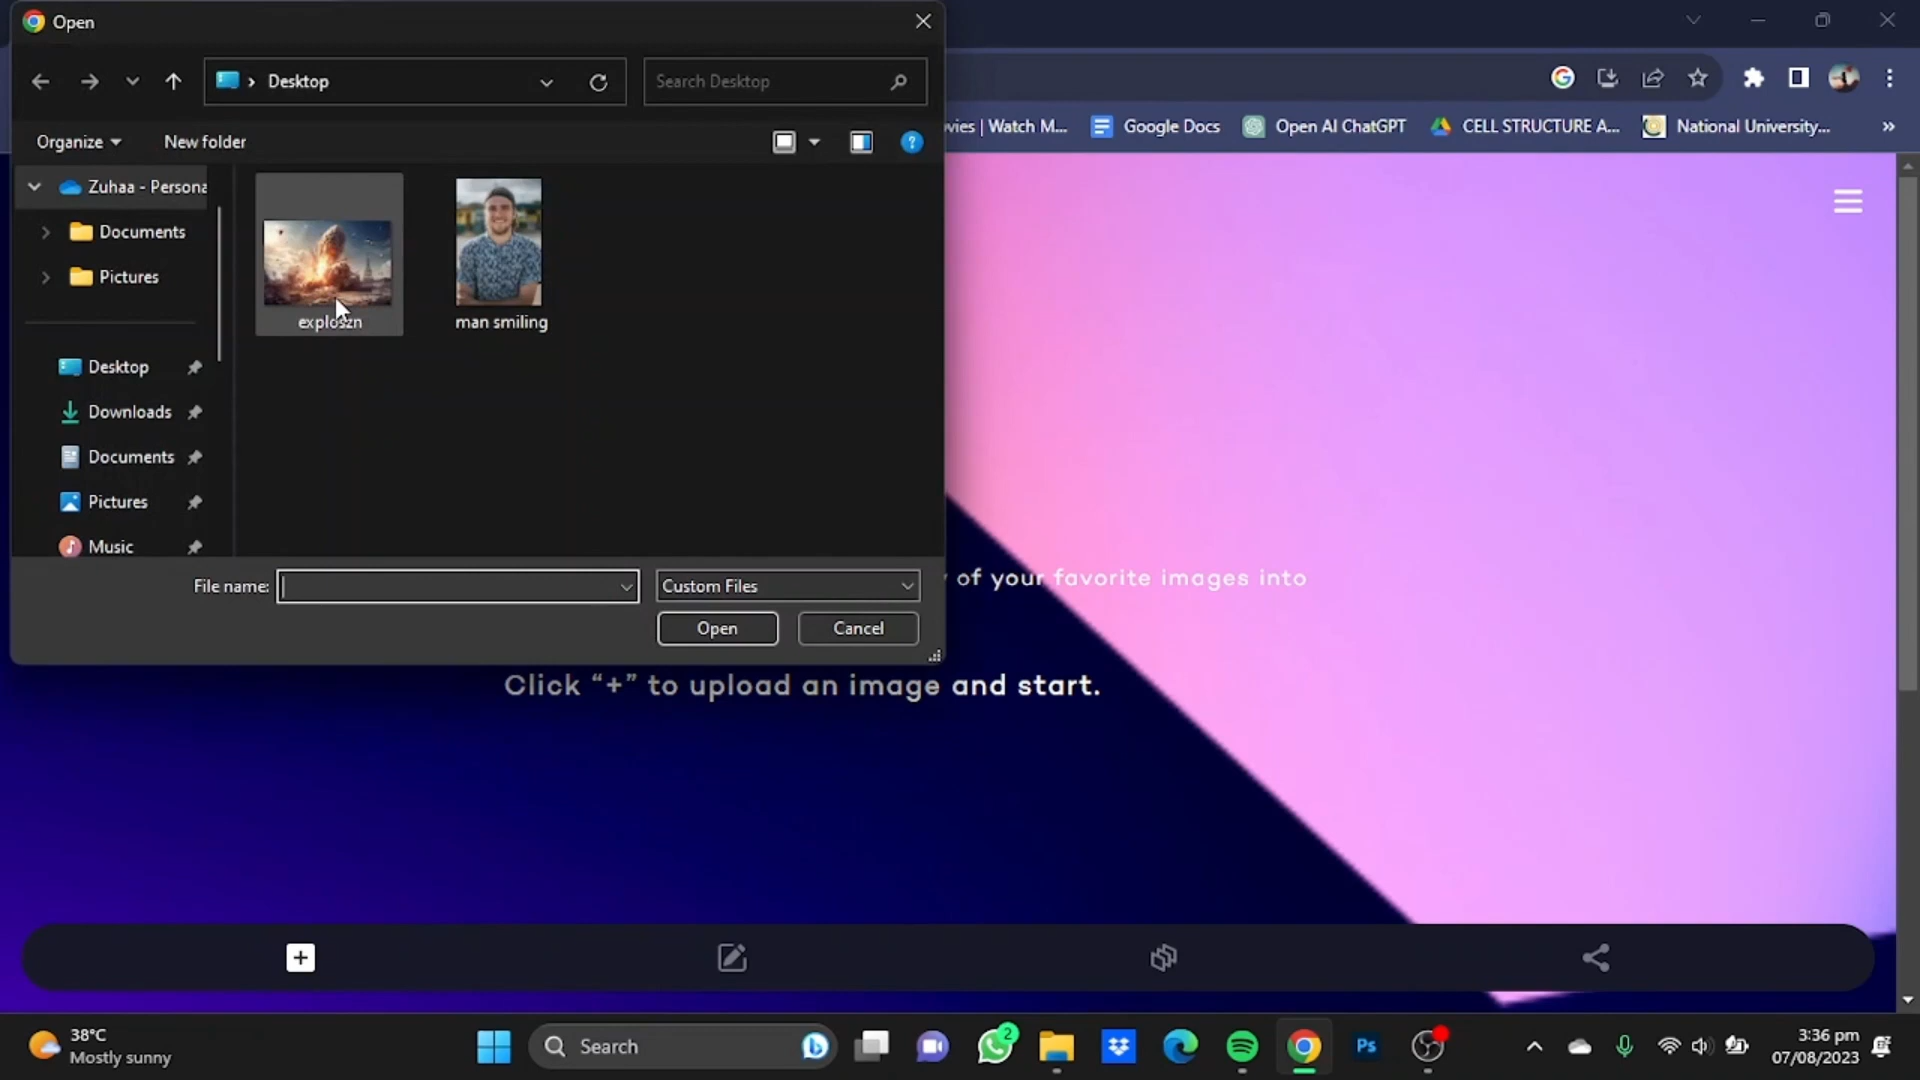 Open
Desktop
Search Desktop
Organize
New folder
Zuhaa - Persona
Documents
Pictures
Desktop
Downloads
Documents
Pictures
Music
explos
man smiling
File name:
Custom Files
Open
Cancel
vies | Watch M...
Google Docs
Open AI ChatGPT
CELL STRUCTURE A...
National University...
of your favorite images into
Click “+” to upload an image and start.
38°C
Mostly sunny
Search
2
Ps
3:36 pm
07/08/2023